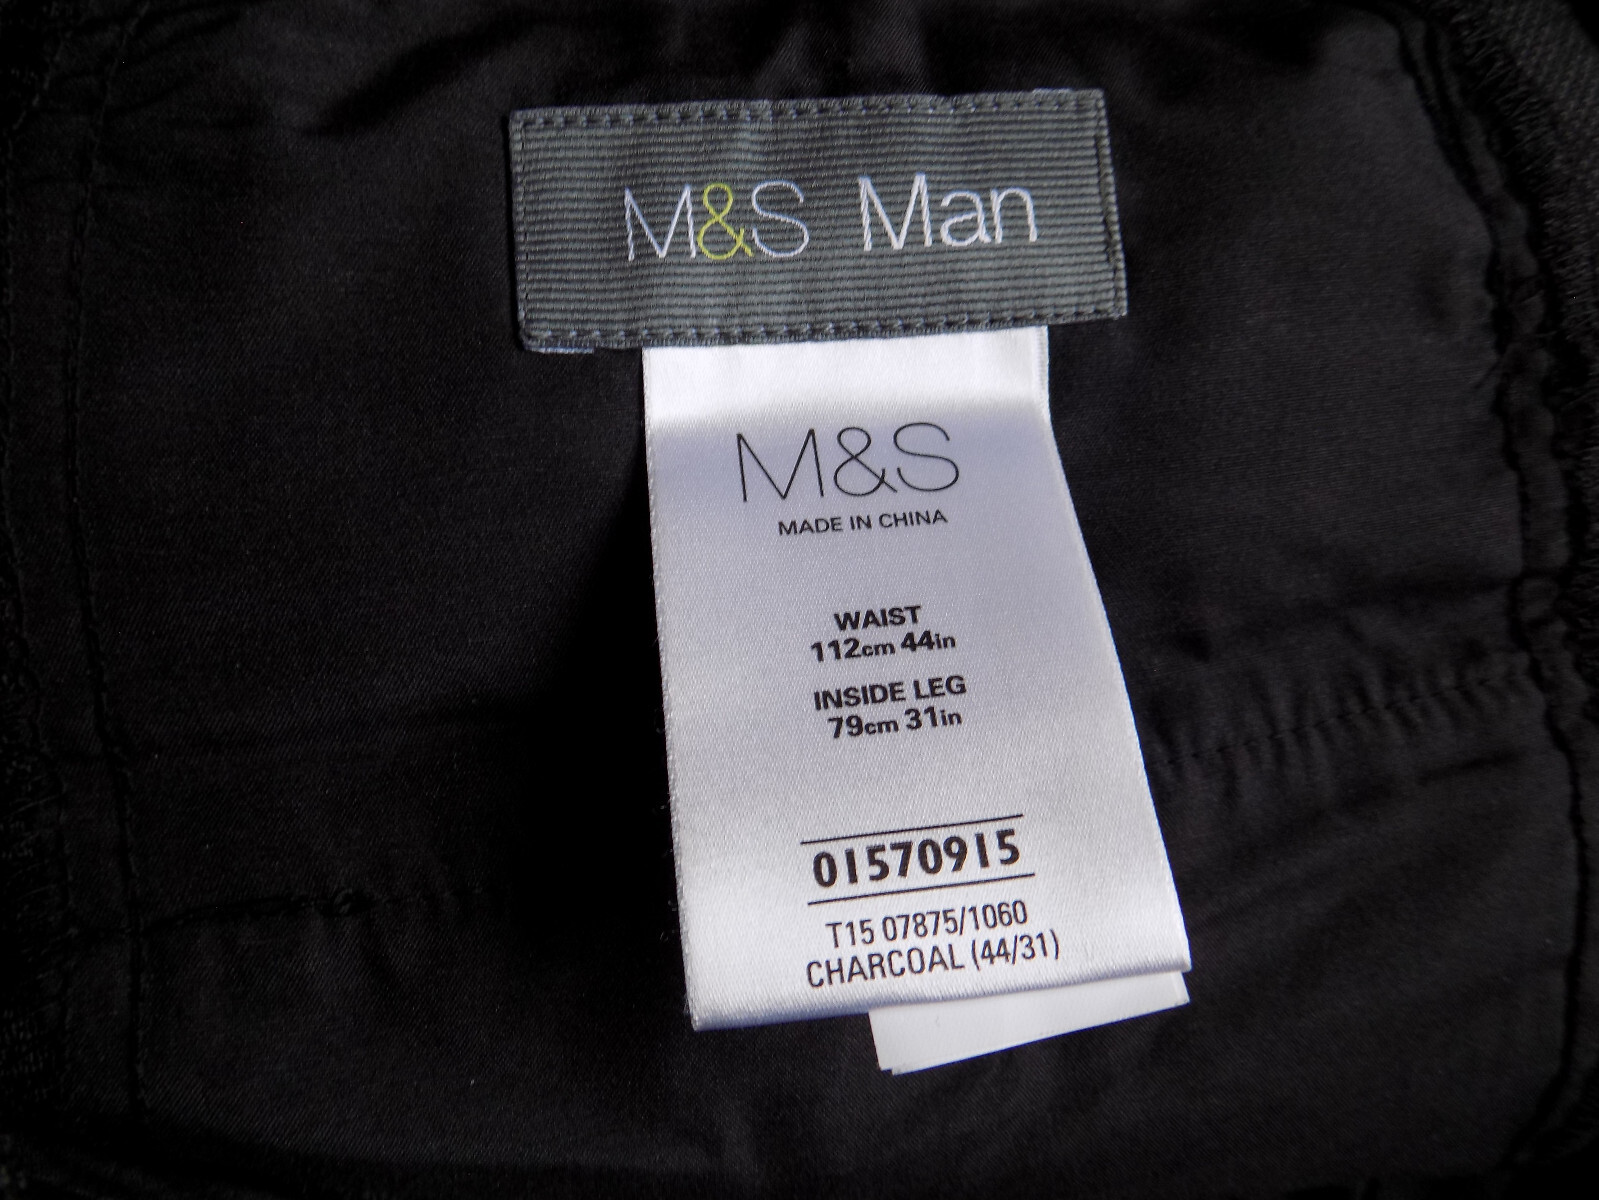 M&S Man
M&S
MADE IN CHINA
WAIST
112cm 44in
INSIDE LEG
79cm 31in
01570915
T15 07875/1060
CHARCOAL (44/31)